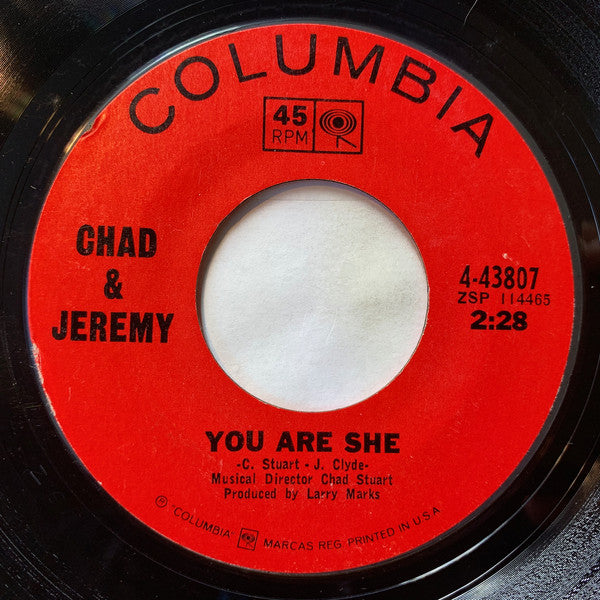 COLUMBIA
45
RPM
CHAD
&
JEREMY
4-43807
ZSP 114465
2:28
YOU ARE SHE
-C. Stuart - J. Clyde-
Musical Director Chad Stuart
Produced by Larry Marks
® "COLUMBIA" MARCAS REG. PRINTED IN U.S.A.